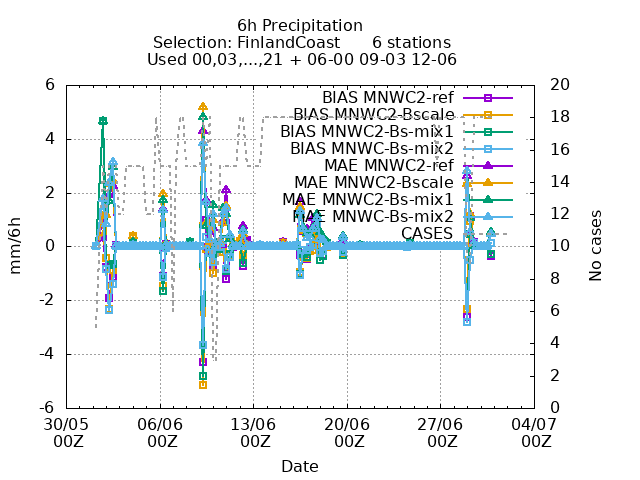 6h Precipitation
Selection: FinlandCoast 6 stations
Used 00,03,...,21 + 06-00 09-03 12-06
6
4
2
0
-2
-4
-6
mm/6h
20
18
16
14
12
10
8
6
4
2
0
No cases
BIAS MNWC2-ref
BIAS MNWC2-Bscale
BIAS MNWC2-Bs-mix1
BIAS MNWC-Bs-mix2
MAE MNWC2-ref
MAE MNWC2-Bscale
MAE MNWC2-Bs-mix1
MAE MNWC-Bs-mix2
CASES
30/05 06/06 13/06 20/06 27/06 04/07
00Z 00Z 00Z 00Z 00Z 00Z
Date